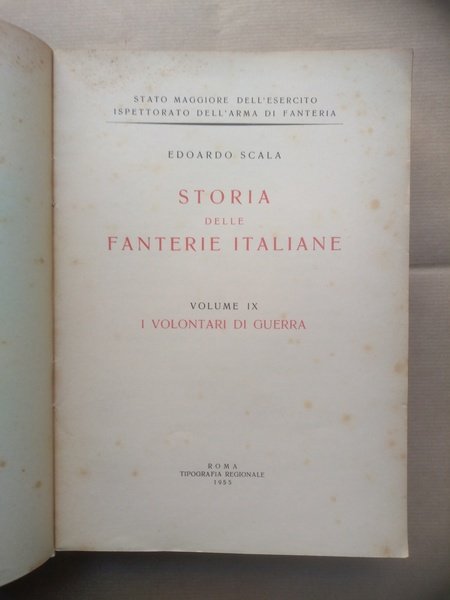 STATO MAGGIORE DELL'ESERCITO
ISPETTORATO DELL'ARMA DI FANTERIA
EDOARDO SCALA
STORIA
DELLE
FANTERIE ITALIANE
VOLUME IX
I VOLONTARI DI GUERRA
ROMA
TIPOGRAFIA REGIONALE
1955